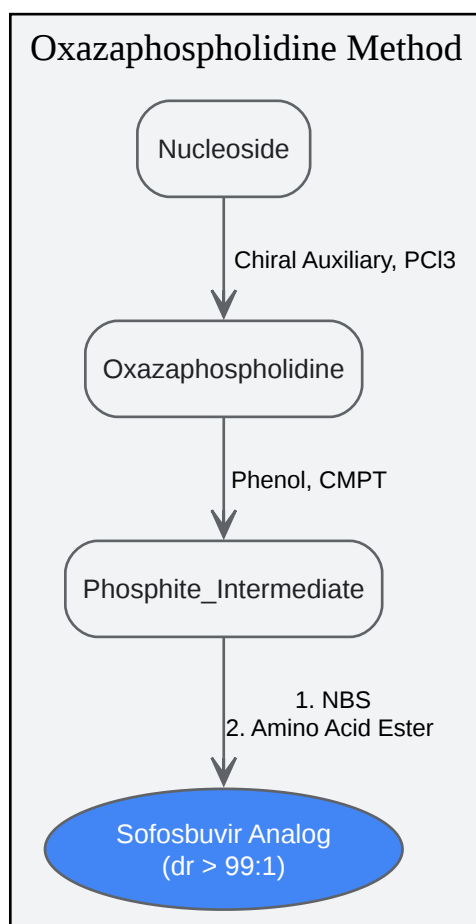 Oxazaphospholidine Method
Nucleoside
Chiral Auxiliary, PCl3
Oxazaphospholidine
Phenol, CMPT
Phosphite_Intermediate
1. NBS
2. Amino Acid Ester
Sofosbuvir Analog
(dr > 99:1)